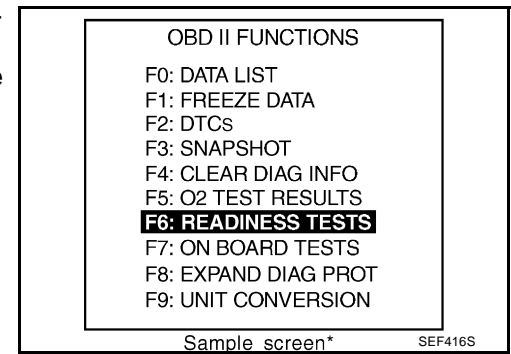 OBD II FUNCTIONS
F0: DATA LIST
F1: FREEZE DATA
F2: DTCs
F3: SNAPSHOT
F4: CLEAR DIAG INFO
F5: O2 TEST RESULTS
F6: READINESS TESTS
F7: ON BOARD TESTS
F8: EXPAND DIAG PROT
F9: UNIT CONVERSION
Sample screen*
SEF416S